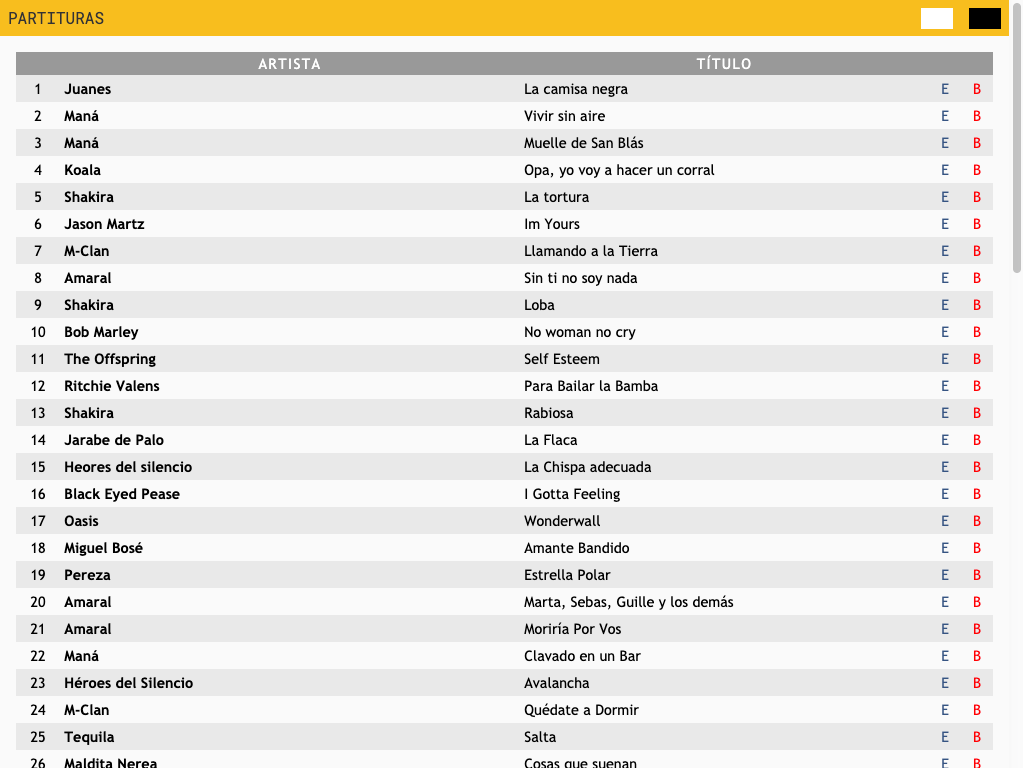 PARTITURAS
ARTISTA TÍTULO
1 Juanes La camisa negra E B
2 Maná Vivir sin aire E B
3 Maná Muelle de San Blás E B
4 Koala Opa, yo voy a hacer un corral E B
5 Shakira La tortura E B
6 Jason Martz Im Yours E B
7 M-Clan Llamando a la Tierra E B
8 Amaral Sin ti no soy nada E B
9 Shakira Loba E B
10 Bob Marley No woman no cry E B
11 The Offspring Self Esteem E B
12 Ritchie Valens Para Bailar la Bamba E B
13 Shakira Rabiosa E B
14 Jarabe de Palo La Flaca E B
15 Heores del silencio La Chispa adecuada E B
16 Black Eyed Pease I Gotta Feeling E B
17 Oasis Wonderwall E B
18 Miguel Bosé Amante Bandido E B
19 Pereza Estrella Polar E B
20 Amaral Marta, Sebas, Guille y los demás E B
21 Amaral Moriría Por Vos E B
22 Maná Clavado en un Bar E B
23 Héroes del Silencio Avalancha E B
24 M-Clan Quédate a Dormir E B
25 Tequila Salta E B
26 Maldita Nerea Cosas que suenan E B